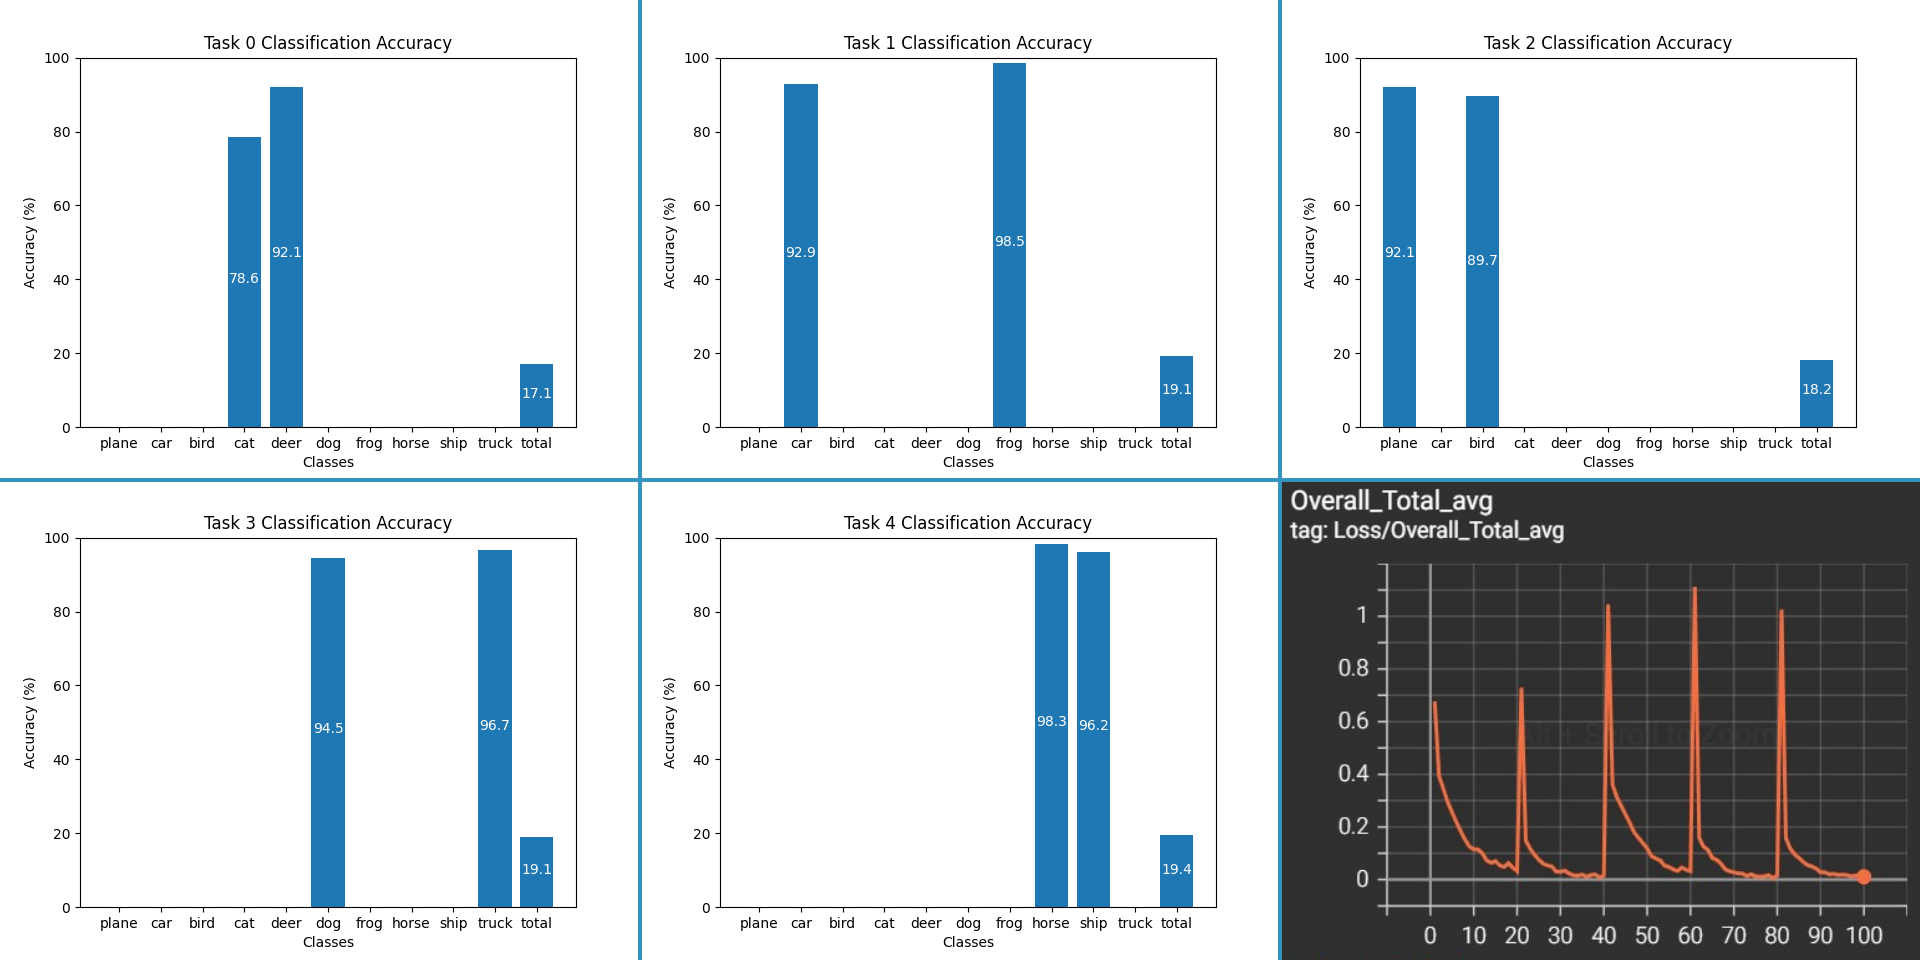 Task 0 Classification Accuracy
100
80
60
40
20
0
Accuracy (%)
78.6
92.1
17.1
plane car bird cat deer dog frog horse ship truck total
Classes
Task 1 Classification Accuracy
100
80
60
40
20
0
Accuracy (%)
92.9
98.5
19.1
plane car bird cat deer dog frog horse ship truck total
Classes
Task 2 Classification Accuracy
100
80
60
40
20
0
Accuracy (%)
92.1
89.7
18.2
plane car bird cat deer dog frog horse ship truck total
Classes
Task 3 Classification Accuracy
100
80
60
40
20
0
Accuracy (%)
94.5
96.7
19.1
plane car bird cat deer dog frog horse ship truck total
Classes
Task 4 Classification Accuracy
100
80
60
40
20
0
Accuracy (%)
98.3
96.2
19.4
plane car bird cat deer dog frog horse ship truck total
Classes
Overall_Total_avg
tag: Loss/Overall_Total_avg
1
0.8
0.6
Alt + Scroll to Zoom
0.4
0.2
0
0 10 20 30 40 50 60 70 80 90 100